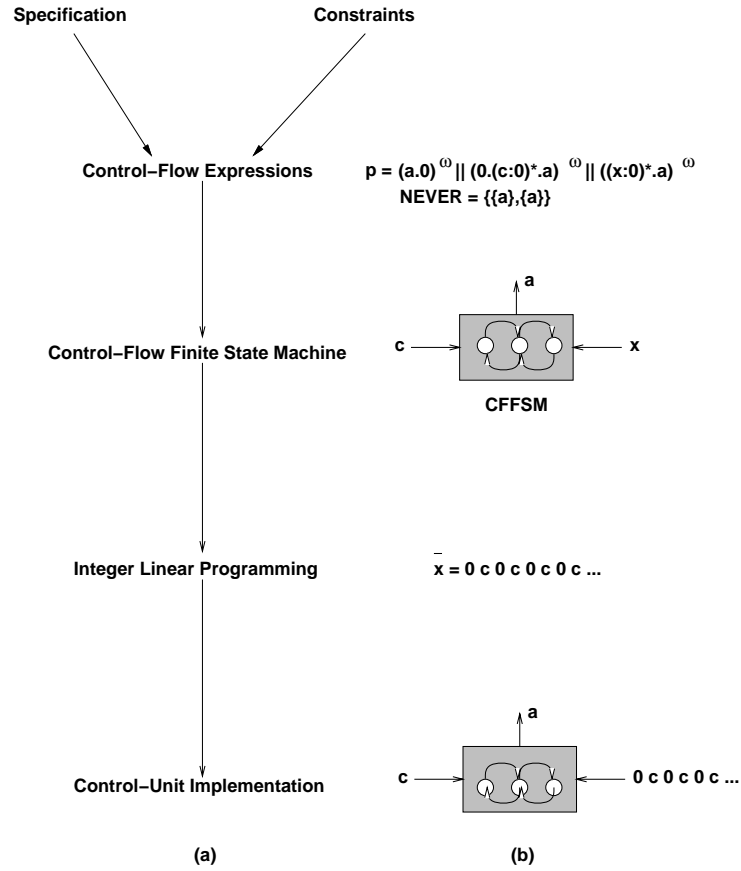 Specification
Constraints
Control−Flow Expressions
p = (a.0)^ω || (0.(c:0)*.a)^ω || ((x:0)*.a)^ω
NEVER = {{a},{a}}
a
Control−Flow Finite State Machine
c
x
CFFSM
Integer Linear Programming
x̅ = 0 c 0 c 0 c 0 c ...
a
Control−Unit Implementation
c
0 c 0 c 0 c ...
(a)
(b)